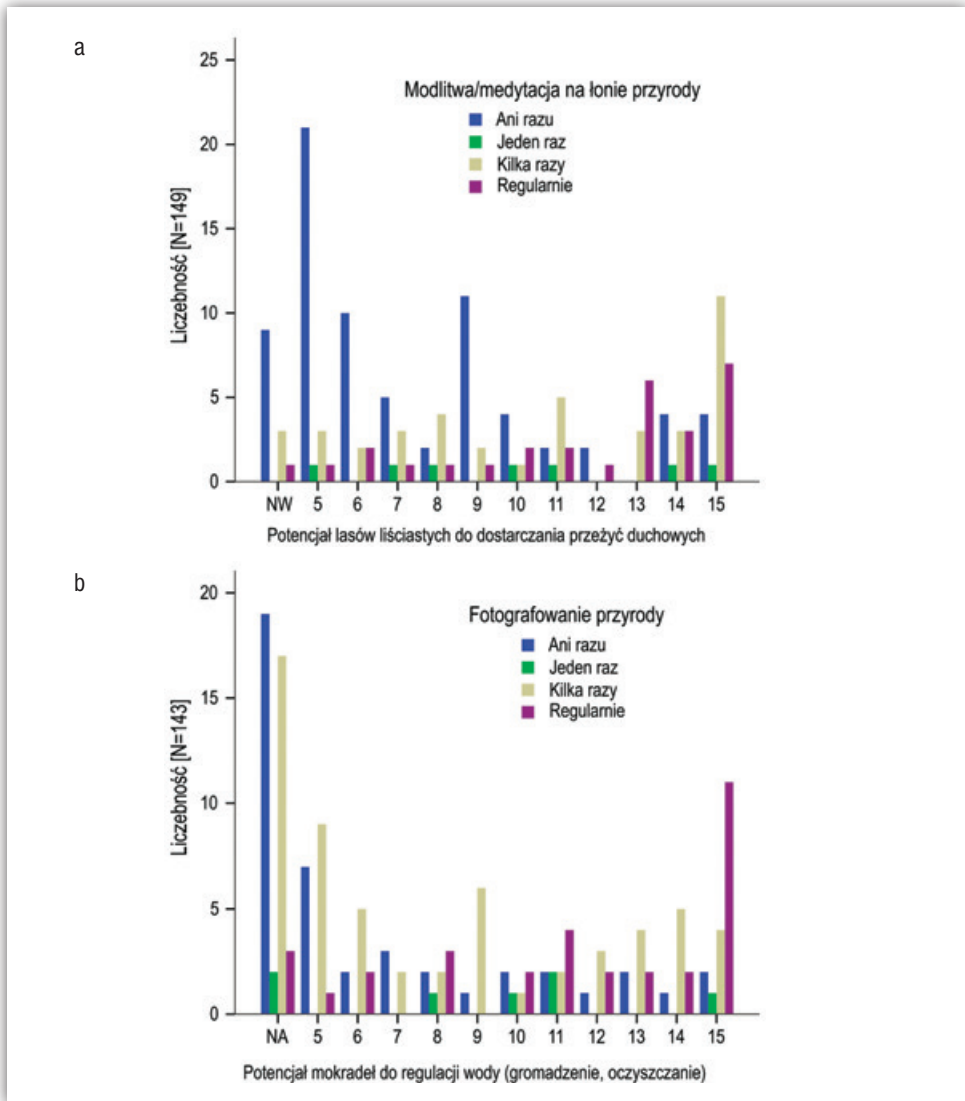 a
25
20
15
10
5
0
Liczebność [N=149]
Modlitwa/medytacja na łonie przyrody
Ani razu
Jeden raz
Kilka razy
Regularnie
NW 5 6 7 8 9 10 11 12 13 14 15
Potencjał lasów liściastych do dostarczania przeżyć duchowych
b
20
15
10
5
0
Liczebność [N=143]
Fotografowanie przyrody
Ani razu
Jeden raz
Kilka razy
Regularnie
NA 5 6 7 8 9 10 11 12 13 14 15
Potencjał mokradeł do regulacji wody (gromadzenie, oczyszczanie)